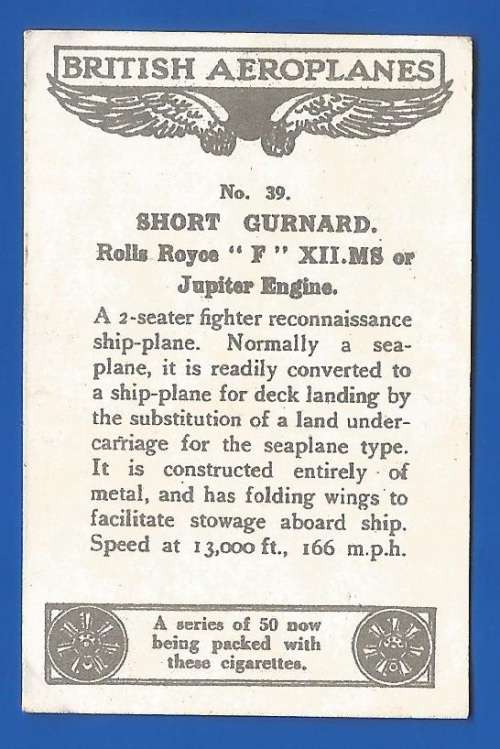 BRITISH AEROPLANES
No. 39.
SHORT GURNARD.
Rolls Royce "F" XII.MS or
Jupiter Engine.
A 2-seater fighter reconnaissance
ship-plane. Normally a sea-
plane, it is readily converted to
a ship-plane for deck landing by
the substitution of a land under-
carriage for the seaplane type.
It is constructed entirely of
metal, and has folding wings to
facilitate stowage aboard ship.
Speed at 13,000 ft., 166 m.p.h.
A series of 50 now
being packed with
these cigarettes.